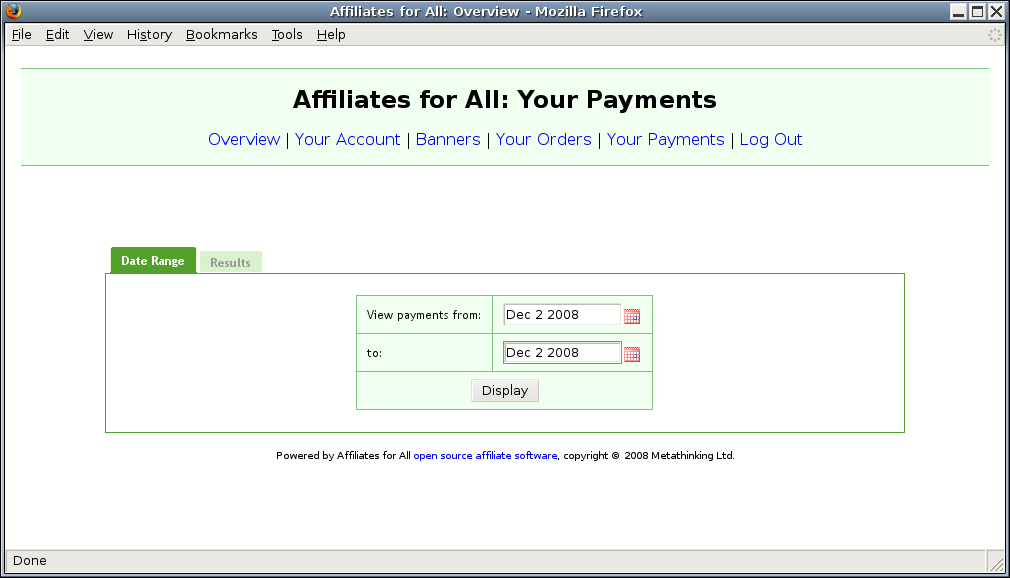 Affiliates for All: Overview - Mozilla Firefox
File Edit View History Bookmarks Tools Help
Affiliates for All: Your Payments
Overview | Your Account | Banners | Your Orders | Your Payments | Log Out
Date Range Results
View payments from: Dec 2 2008
to: Dec 2 2008
Display
Powered by Affiliates for All open source affiliate software, copyright © 2008 Metathinking Ltd.
Done